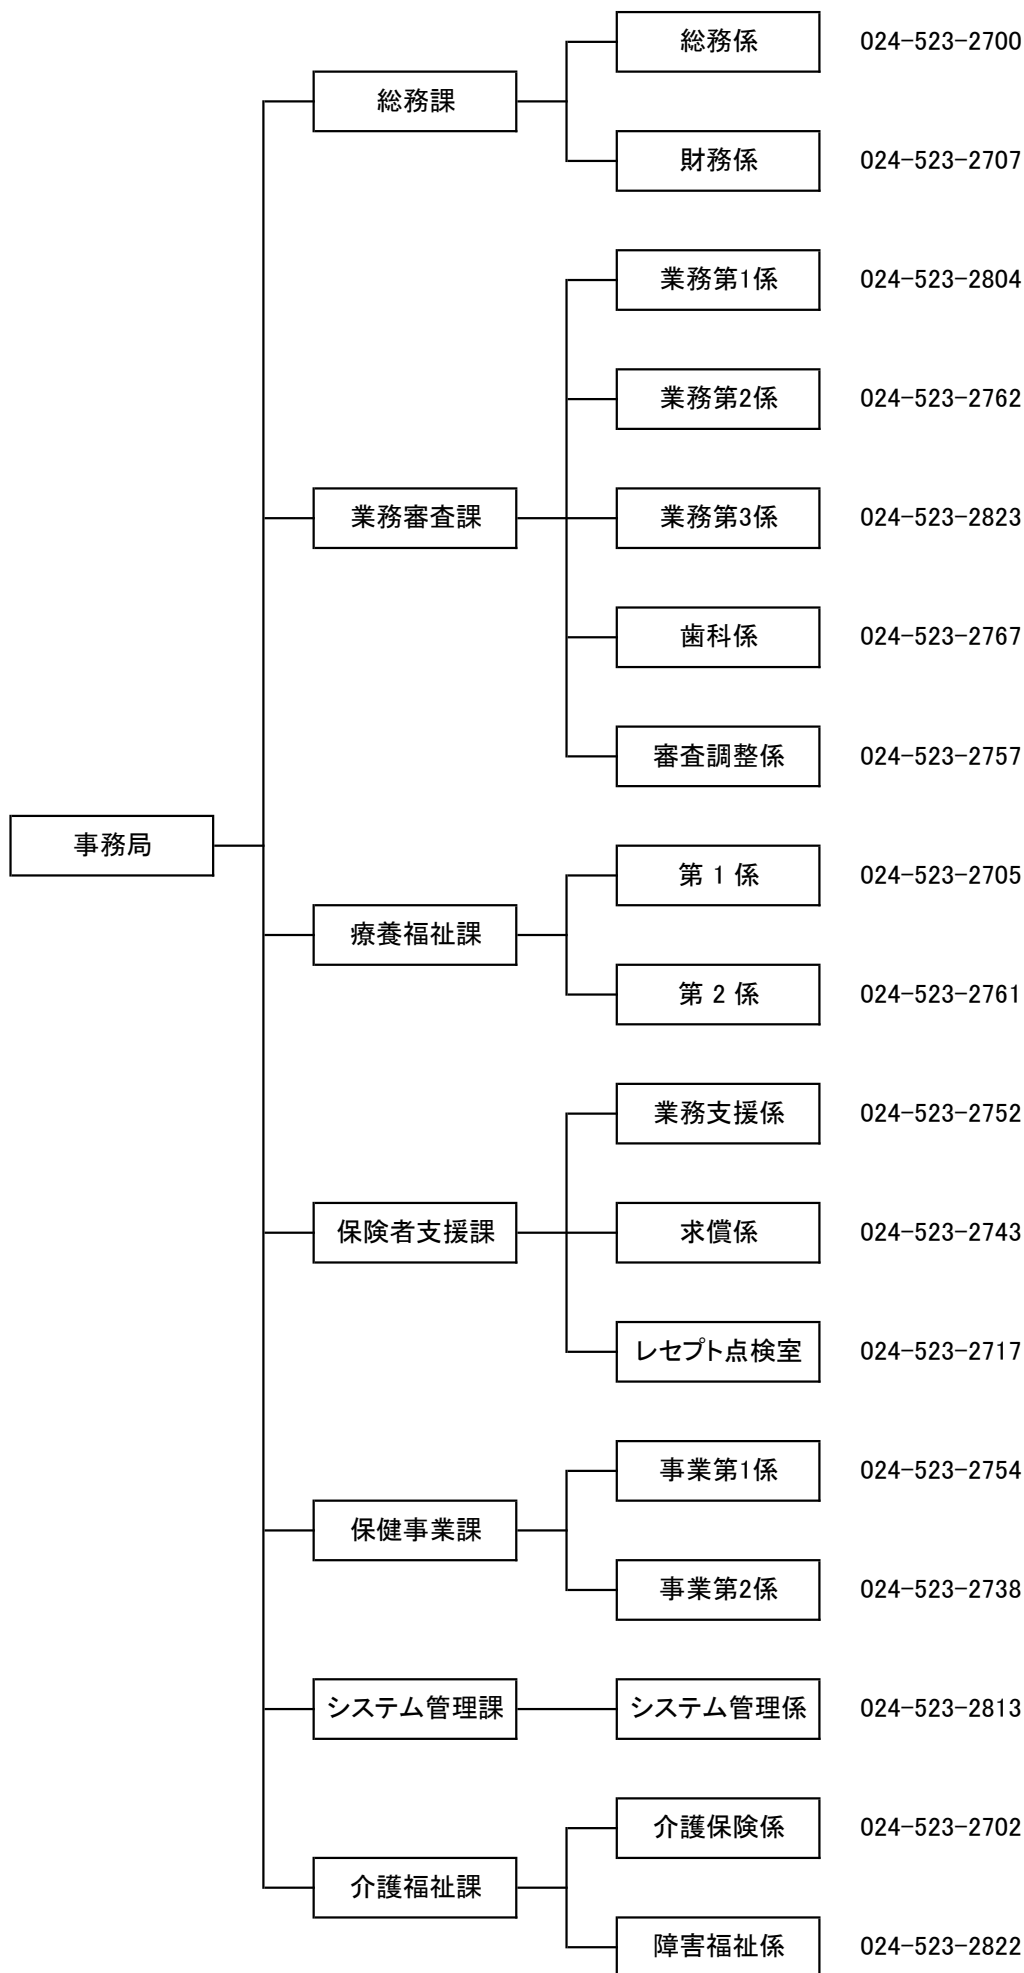 総務係 024-523-2700
総務課
財務係 024-523-2707
業務第1係 024-523-2804
業務第2係 024-523-2762
業務審査課 業務第3係 024-523-2823
歯科係 024-523-2767
審査調整係 024-523-2757
事務局
第 1 係 024-523-2705
療養福祉課
第 2 係 024-523-2761
業務支援係 024-523-2752
保険者支援課 求償係 024-523-2743
レセプト点検室 024-523-2717
事業第1係 024-523-2754
保健事業課
事業第2係 024-523-2738
システム管理課 システム管理係 024-523-2813
介護保険係 024-523-2702
介護福祉課
障害福祉係 024-523-2822